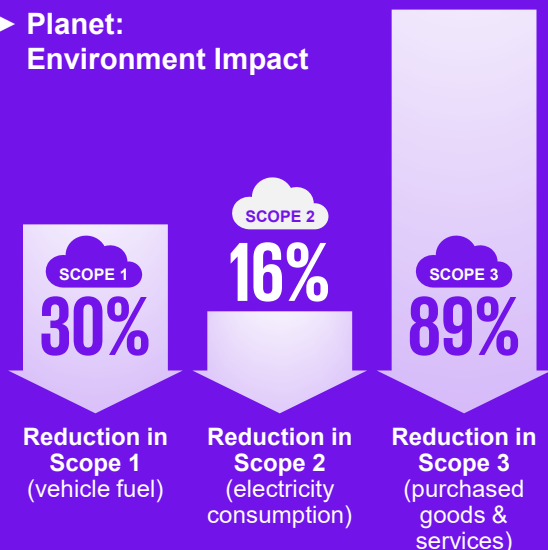 Planet:
Environment Impact
SCOPE 1
30%
SCOPE 2
16%
SCOPE 3
89%
Reduction in
Scope 1
(vehicle fuel)
Reduction in
Scope 2
(electricity
consumption)
Reduction in
Scope 3
(purchased
goods &
services)